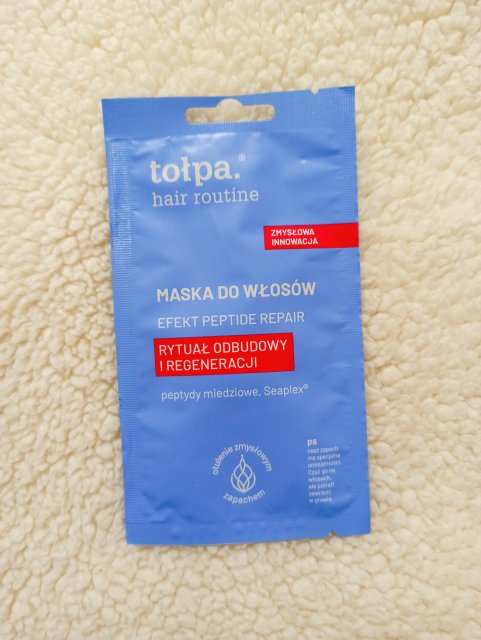 tołpa.®
hair routine
ZMYSŁOWA
INNOWACJA
MASKA DO WŁOSÓW
EFEKT PEPTIDE REPAIR
RYTUAŁ ODBUDOWY
I REGENERACJI
peptydy miedziowe, Seaplex®
otulenie zmysłowym
zapachem
ps
nasz zapach
ma specjalne
umiejętności.
Czuć go na
włosach,
ale potrafi
zawrócić
w głowie.